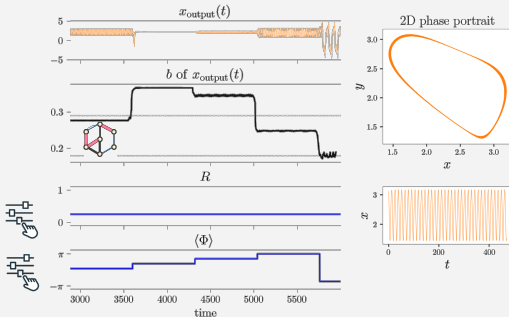 x_output(t)
5
0
−5
b of x_output(t)
0.3
0.2
R
1
0
⟨Φ⟩
π
−π
3000 3500 4000 4500 5000 5500
time
2D phase portrait
y
3.0
2.5
2.0
1.5
1.5 2.0 2.5 3.0
x
x
3
2
0 200 400
t